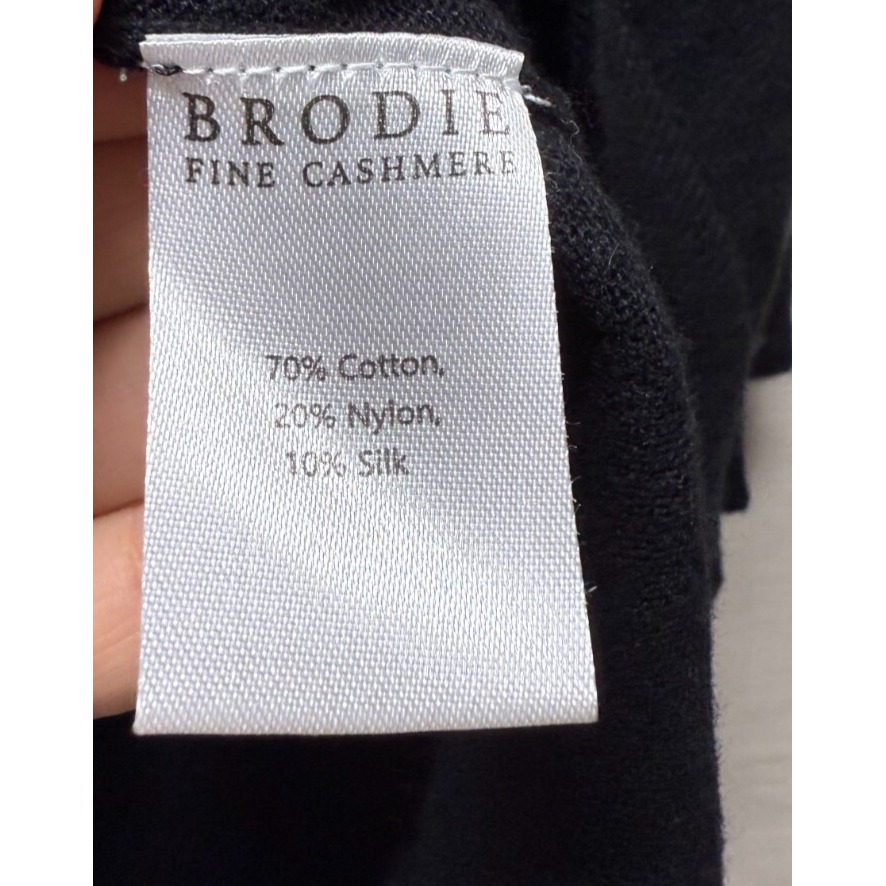 BRODIE
FINE CASHMERE
70% Cotton,
20% Nylon,
10% Silk